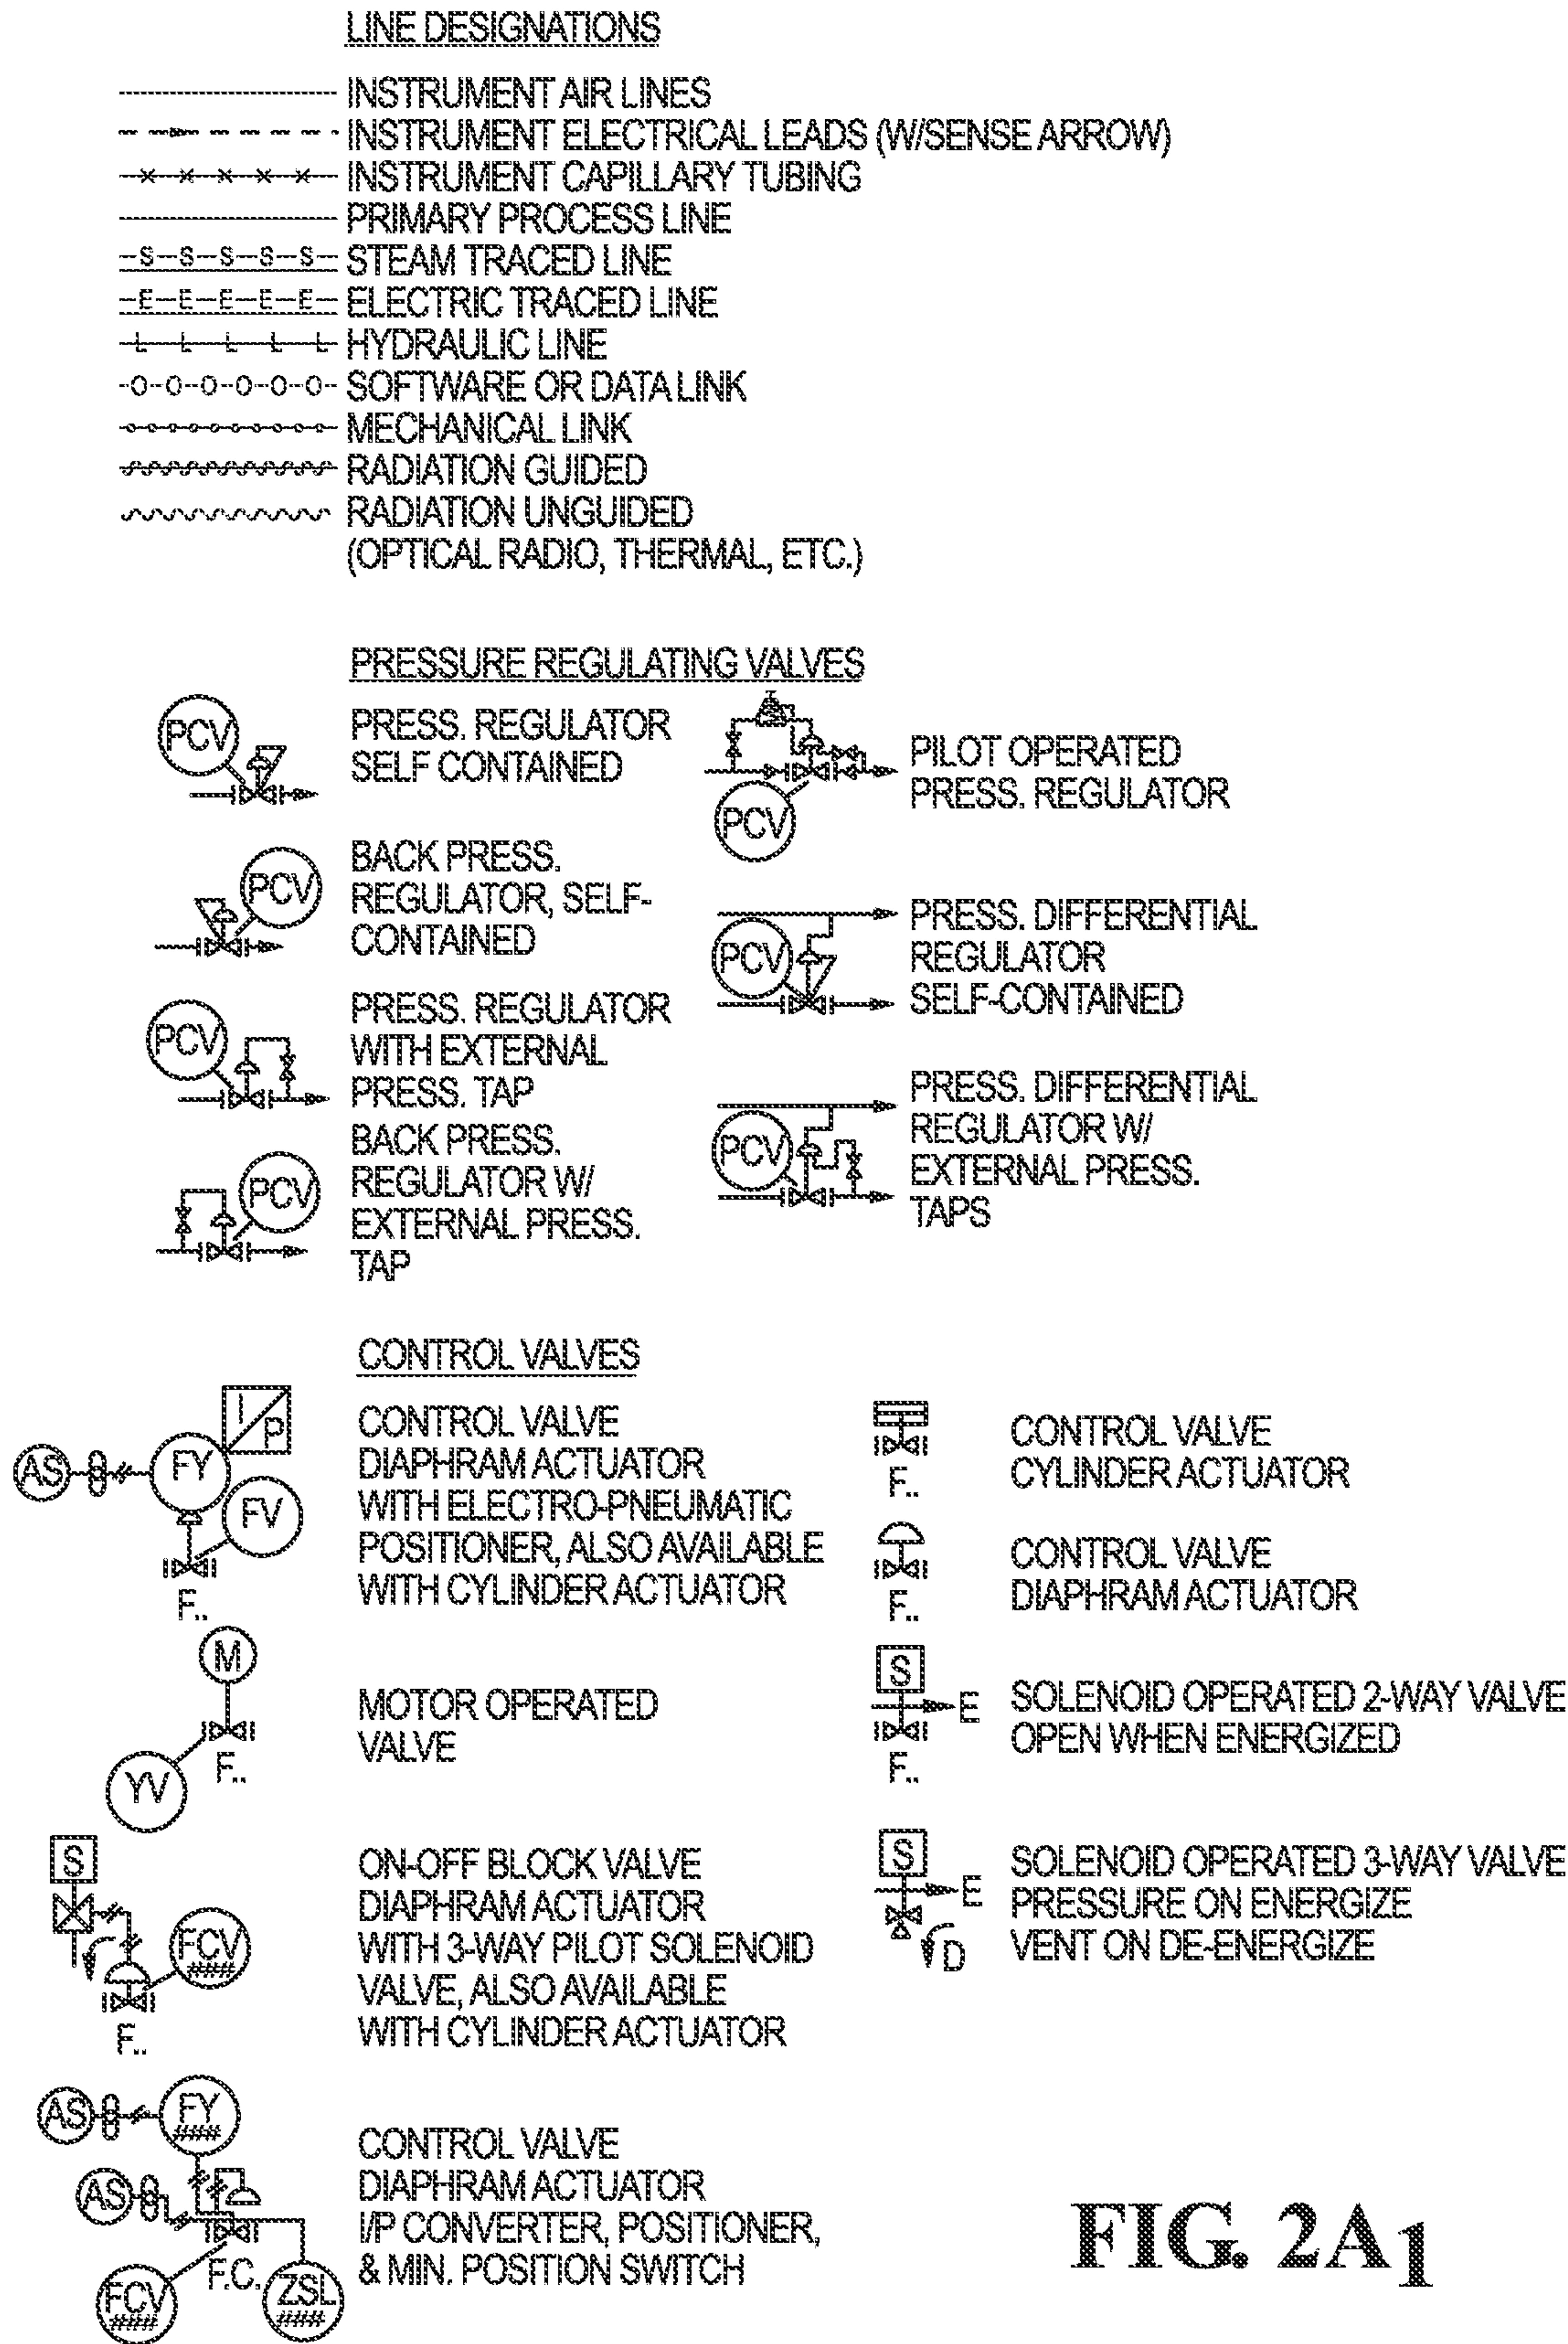 LINE DESIGNATIONS
INSTRUMENT AIR LINES
INSTRUMENT ELECTRICAL LEADS (W/SENSE ARROW)
× × × × × INSTRUMENT CAPILLARY TUBING
PRIMARY PROCESS LINE
-S-S-S-S-S- STEAM TRACED LINE
-E-E-E-E-E- ELECTRIC TRACED LINE
L L L L L HYDRAULIC LINE
-O-O-O-O-O-O- SOFTWARE OR DATA LINK
MECHANICAL LINK
RADIATION GUIDED
RADIATION UNGUIDED
(OPTICAL RADIO, THERMAL, ETC.)
PRESSURE REGULATING VALVES
PCV
PRESS. REGULATOR
SELF CONTAINED
PCV
BACK PRESS.
REGULATOR, SELF-
CONTAINED
PCV
PRESS. REGULATOR
WITH EXTERNAL
PRESS. TAP
PCV
BACK PRESS.
REGULATOR W/
EXTERNAL PRESS.
TAP
PCV
PILOT OPERATED
PRESS. REGULATOR
PCV
PRESS. DIFFERENTIAL
REGULATOR
SELF-CONTAINED
PCV
PRESS. DIFFERENTIAL
REGULATOR W/
EXTERNAL PRESS.
TAPS
CONTROL VALVES
I
P
AS
FY
FV
F..
CONTROL VALVE
DIAPHRAM ACTUATOR
WITH ELECTRO-PNEUMATIC
POSITIONER, ALSO AVAILABLE
WITH CYLINDER ACTUATOR
M
YV
F..
MOTOR OPERATED
VALVE
S
FCV
####
F..
ON-OFF BLOCK VALVE
DIAPHRAM ACTUATOR
WITH 3-WAY PILOT SOLENOID
VALVE, ALSO AVAILABLE
WITH CYLINDER ACTUATOR
AS
FY
####
AS
F.C.
FCV
####
ZSL
####
CONTROL VALVE
DIAPHRAM ACTUATOR
I/P CONVERTER, POSITIONER,
& MIN. POSITION SWITCH
F..
CONTROL VALVE
CYLINDER ACTUATOR
F..
CONTROL VALVE
DIAPHRAM ACTUATOR
S
E
F..
SOLENOID OPERATED 2-WAY VALVE
OPEN WHEN ENERGIZED
S
E
D
SOLENOID OPERATED 3-WAY VALVE
PRESSURE ON ENERGIZE
VENT ON DE-ENERGIZE
FIG. 2A1